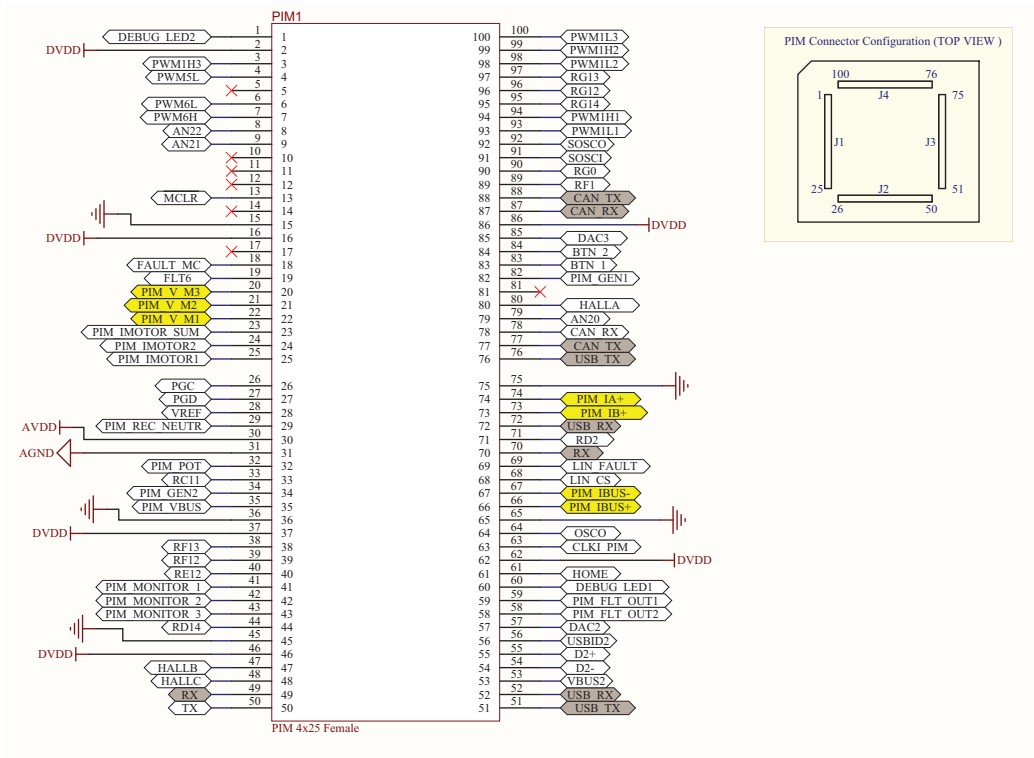 PIM1
DEBUG_LED2 1 1 100 100 PWM1L3
DVDD 2 2 99 99 PWM1H2
PWM1H3 3 3 98 98 PWM1L2
PWM5L 4 4 97 97 RG13
5 5 96 96 RG12
PWM6L 6 6 95 95 RG14
PWM6H 7 7 94 94 PWM1H1
AN22 8 8 93 93 PWM1L1
AN21 9 9 92 92 SOSCO
10 10 91 91 SOSCI
11 11 90 90 RG0
12 12 89 89 RF1
MCLR 13 13 88 88 CAN_TX
14 14 87 87 CAN_RX
15 15 86 86 DVDD
DVDD 16 16 85 85 DAC3
17 17 84 84 BTN_2
FAULT_MC 18 18 83 83 BTN_1
FLT6 19 19 82 82 PIM_GEN1
PIM_V_M3 20 20 81 81
PIM_V_M2 21 21 80 80 HALLA
PIM_V_M1 22 22 79 79 AN20
PIM_IMOTOR_SUM 23 23 78 78 CAN_RX
PIM_IMOTOR2 24 24 77 77 CAN_TX
PIM_IMOTOR1 25 25 76 76 USB_TX
PGC 26 26 75 75
PGD 27 27 74 74 PIM_IA+
VREF 28 28 73 73 PIM_IB+
PIM_REC_NEUTR 29 29 72 72 USB_RX
AVDD 30 30 71 71 RD2
AGND 31 31 70 70 RX
PIM_POT 32 32 69 69 LIN_FAULT
RC11 33 33 68 68 LIN_CS
PIM_GEN2 34 34 67 67 PIM_IBUS-
PIM_VBUS 35 35 66 66 PIM_IBUS+
36 36 65 65
DVDD 37 37 64 64 OSCO
RF13 38 38 63 63 CLKI_PIM
RF12 39 39 62 62 DVDD
RE12 40 40 61 61 HOME
PIM_MONITOR_1 41 41 60 60 DEBUG_LED1
PIM_MONITOR_2 42 42 59 59 PIM_FLT_OUT1
PIM_MONITOR_3 43 43 58 58 PIM_FLT_OUT2
RD14 44 44 57 57 DAC2
45 45 56 56 USBID2
DVDD 46 46 55 55 D2+
HALLB 47 47 54 54 D2-
HALLC 48 48 53 53 VBUS2
RX 49 49 52 52 USB_RX
TX 50 50 51 51 USB_TX
PIM 4x25 Female
PIM Connector Configuration (TOP VIEW )
100 76
J4
1 75
J1 J3
25 J2 51
26 50